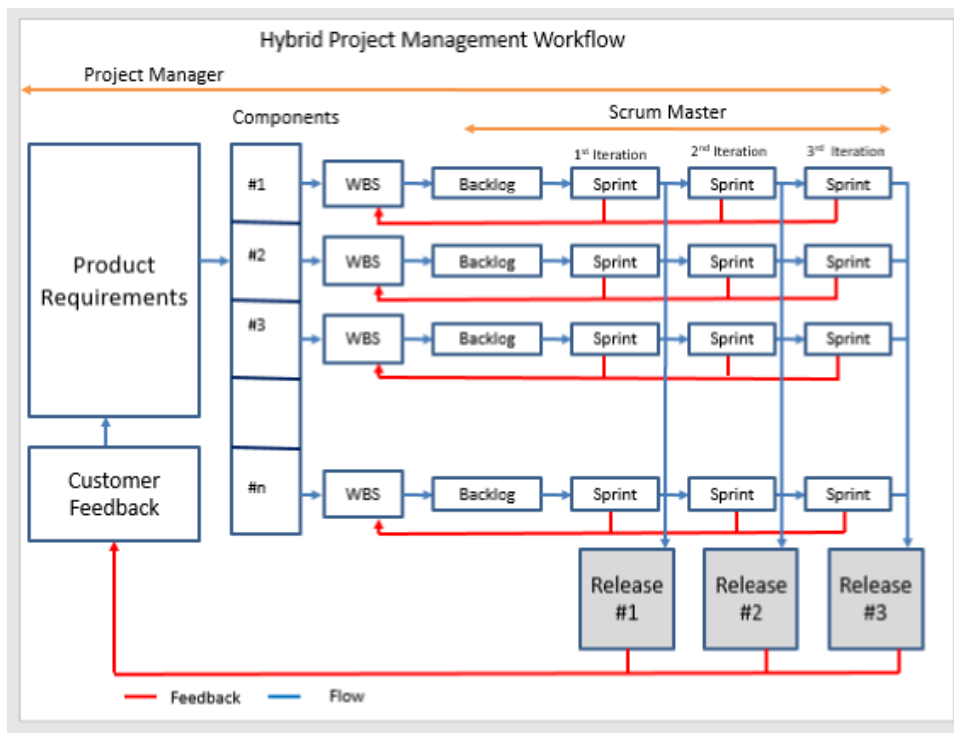 Hybrid Project Management Workflow
Project Manager
Components
Scrum Master
1st Iteration
2nd Iteration
3rd Iteration
Product
Requirements
#1
WBS
Backlog
Sprint
Sprint
Sprint
#2
WBS
Backlog
Sprint
Sprint
Sprint
#3
WBS
Backlog
Sprint
Sprint
Sprint
Customer
Feedback
#n
WBS
Backlog
Sprint
Sprint
Sprint
Release
#1
Release
#2
Release
#3
Feedback
Flow